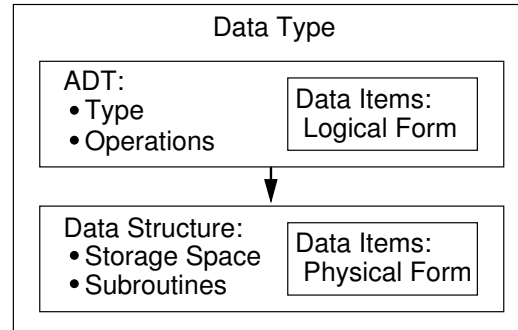 Data Type
ADT:
• Type
• Operations
Data Items:
Logical Form
Data Structure:
• Storage Space
• Subroutines
Data Items:
Physical Form